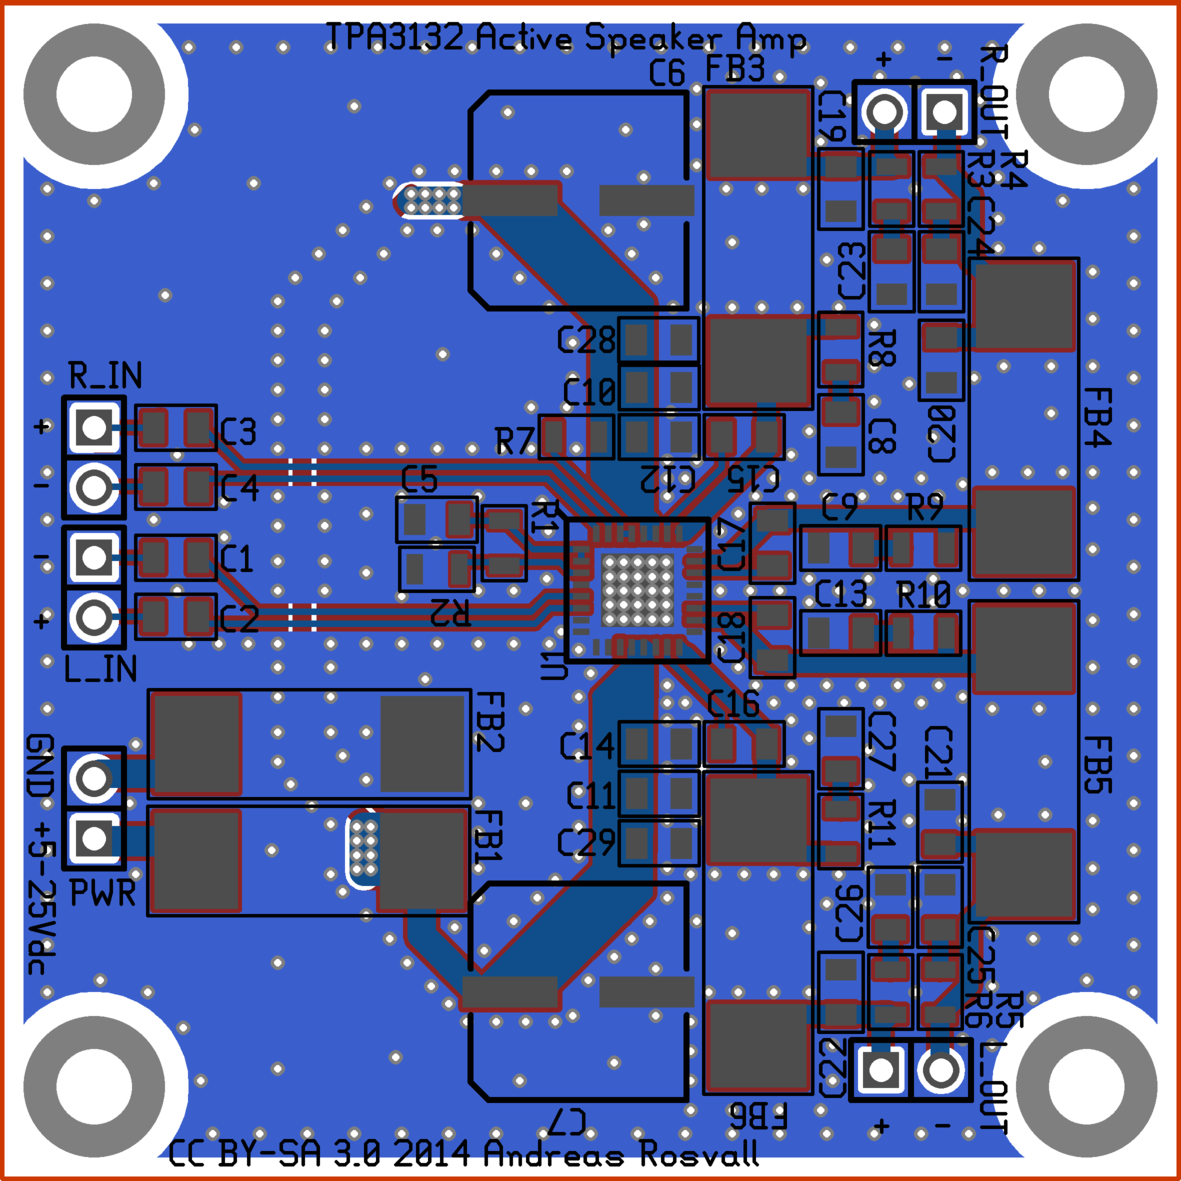 TPA3132 Active Speaker Amp
C6
FB3
+
-
R_OUT
C19
R3
R4
C24
C23
C28
C10
R8
R_IN
+
-
C3
C4
R7
C12
C15
C8
C20
FB4
C5
R1
C17
C9
R9
-
+
C1
C2
R2
C18
C13
R10
L_IN
U1
FB2
C16
C14
C27
C21
FB5
GND
+5-25Vdc
PWR
FB1
C11
C29
R11
C26
C25
R5
R6
C22
L_OUT
C7
FB6
+
-
CC BY-SA 3.0 2014 Andreas Rosvall